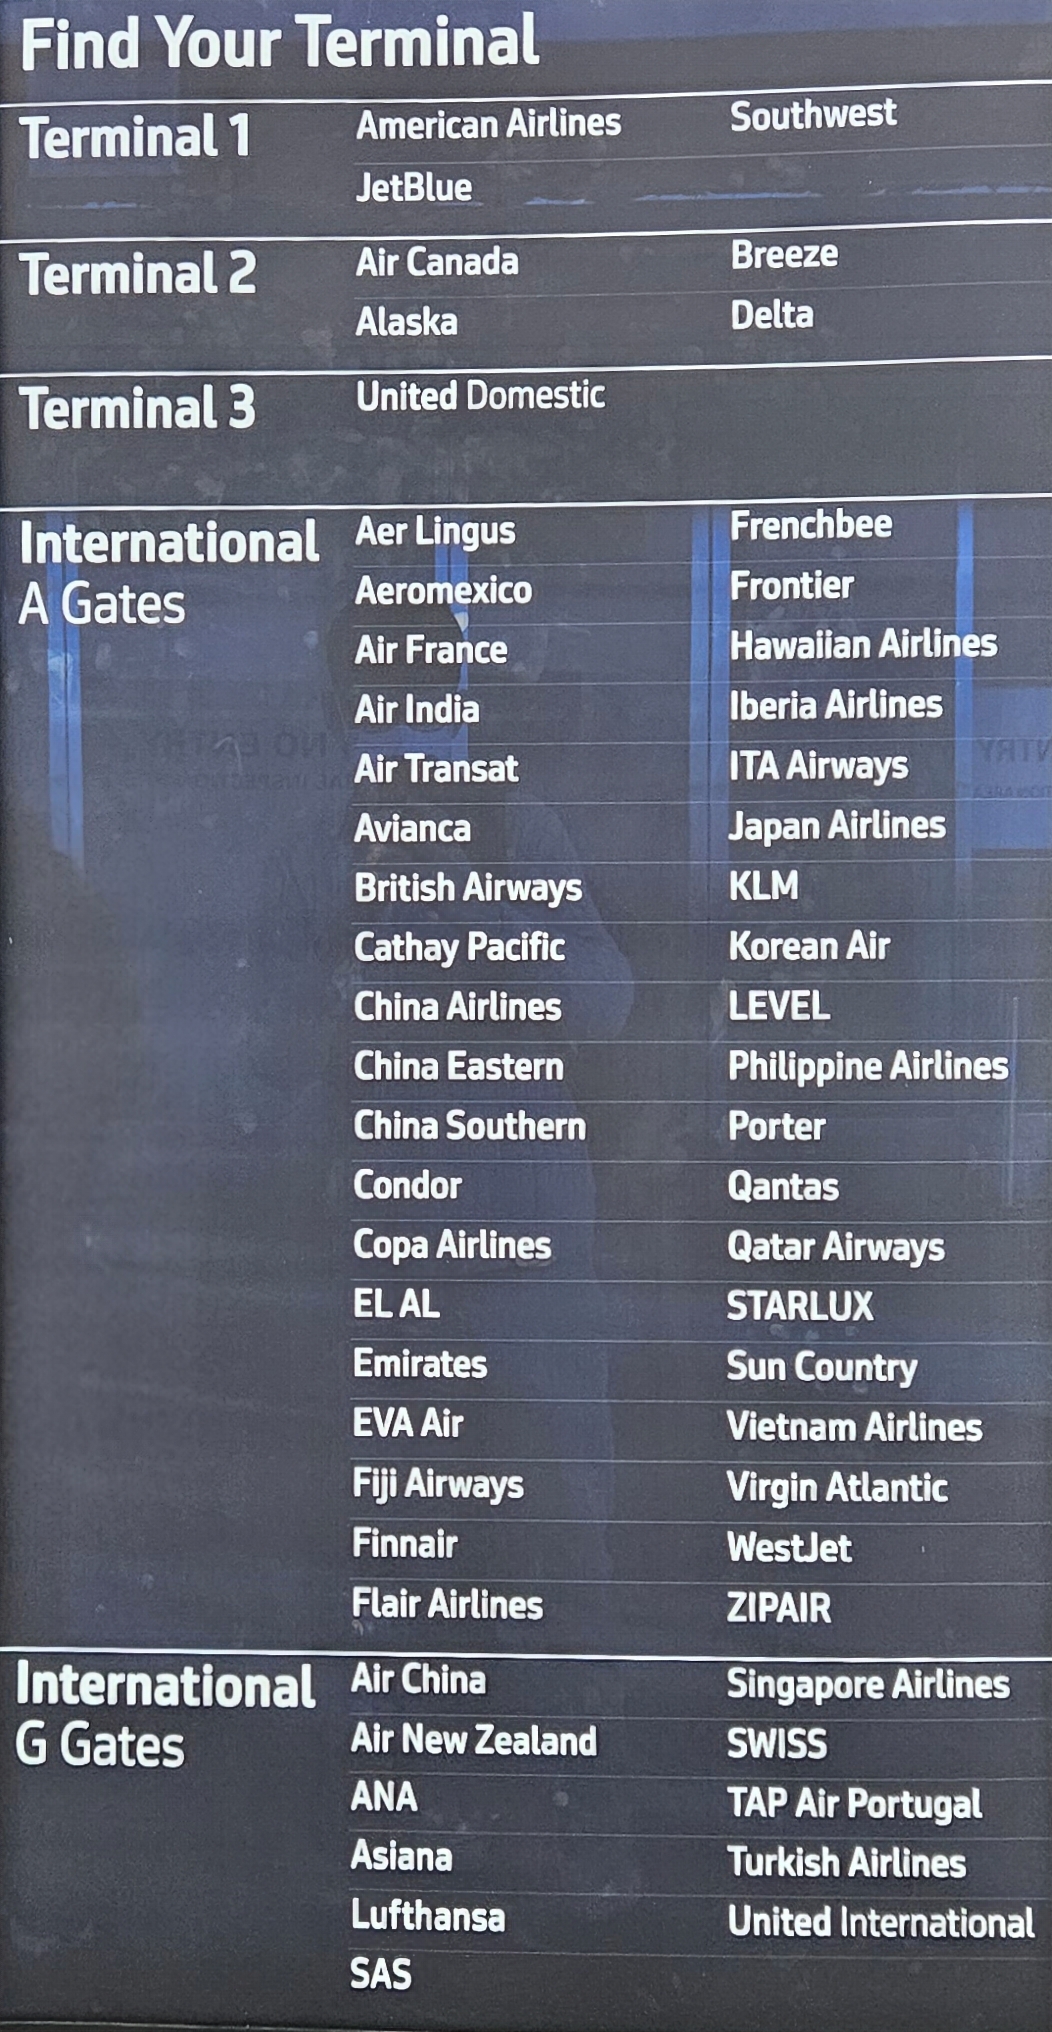 Find Your Terminal
Terminal 1
American Airlines
JetBlue
Southwest
Terminal 2
Air Canada
Alaska
Breeze
Delta
Terminal 3
United Domestic
International
A Gates
Aer Lingus
Aeromexico
Air France
Air India
Air Transat
Avianca
British Airways
Cathay Pacific
China Airlines
China Eastern
China Southern
Condor
Copa Airlines
EL AL
Emirates
EVA Air
Fiji Airways
Finnair
Flair Airlines
Frenchbee
Frontier
Hawaiian Airlines
Iberia Airlines
ITA Airways
Japan Airlines
KLM
Korean Air
LEVEL
Philippine Airlines
Porter
Qantas
Qatar Airways
STARLUX
Sun Country
Vietnam Airlines
Virgin Atlantic
WestJet
ZIPAIR
International
G Gates
Air China
Air New Zealand
ANA
Asiana
Lufthansa
SAS
Singapore Airlines
SWISS
TAP Air Portugal
Turkish Airlines
United International
NO ENTRY